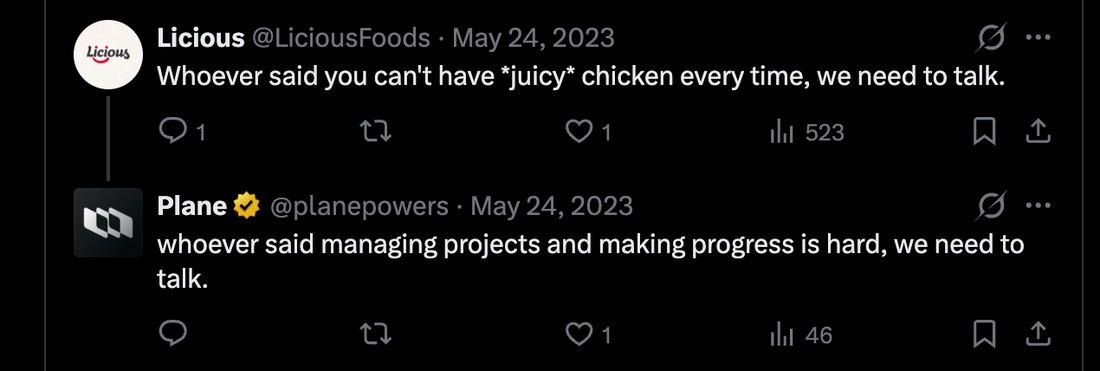 Licious @LiciousFoods · May 24, 2023
Whoever said you can't have *juicy* chicken every time, we need to talk.
1 1 523
Licious
Plane @planepowers · May 24, 2023
whoever said managing projects and making progress is hard, we need to
talk.
1 46